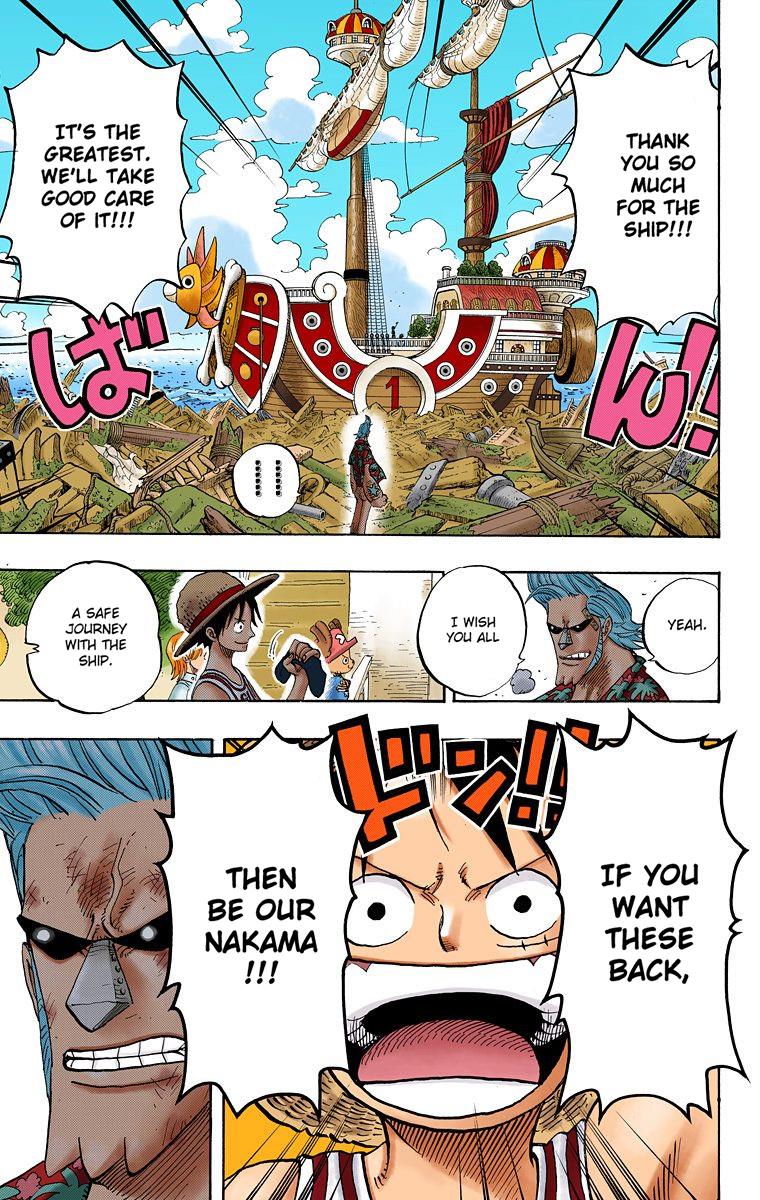 THANK
YOU SO
MUCH
FOR THE
SHIP!!!
IT'S THE
GREATEST.
WE'LL TAKE
GOOD CARE
OF IT!!!
ばん!
1
!!!
YEAH.
I WISH
YOU ALL
A SAFE
JOURNEY
WITH THE
SHIP.
ドン!!
IF YOU
WANT
THESE
BACK,
THEN
BE OUR
NAKAMA
!!!